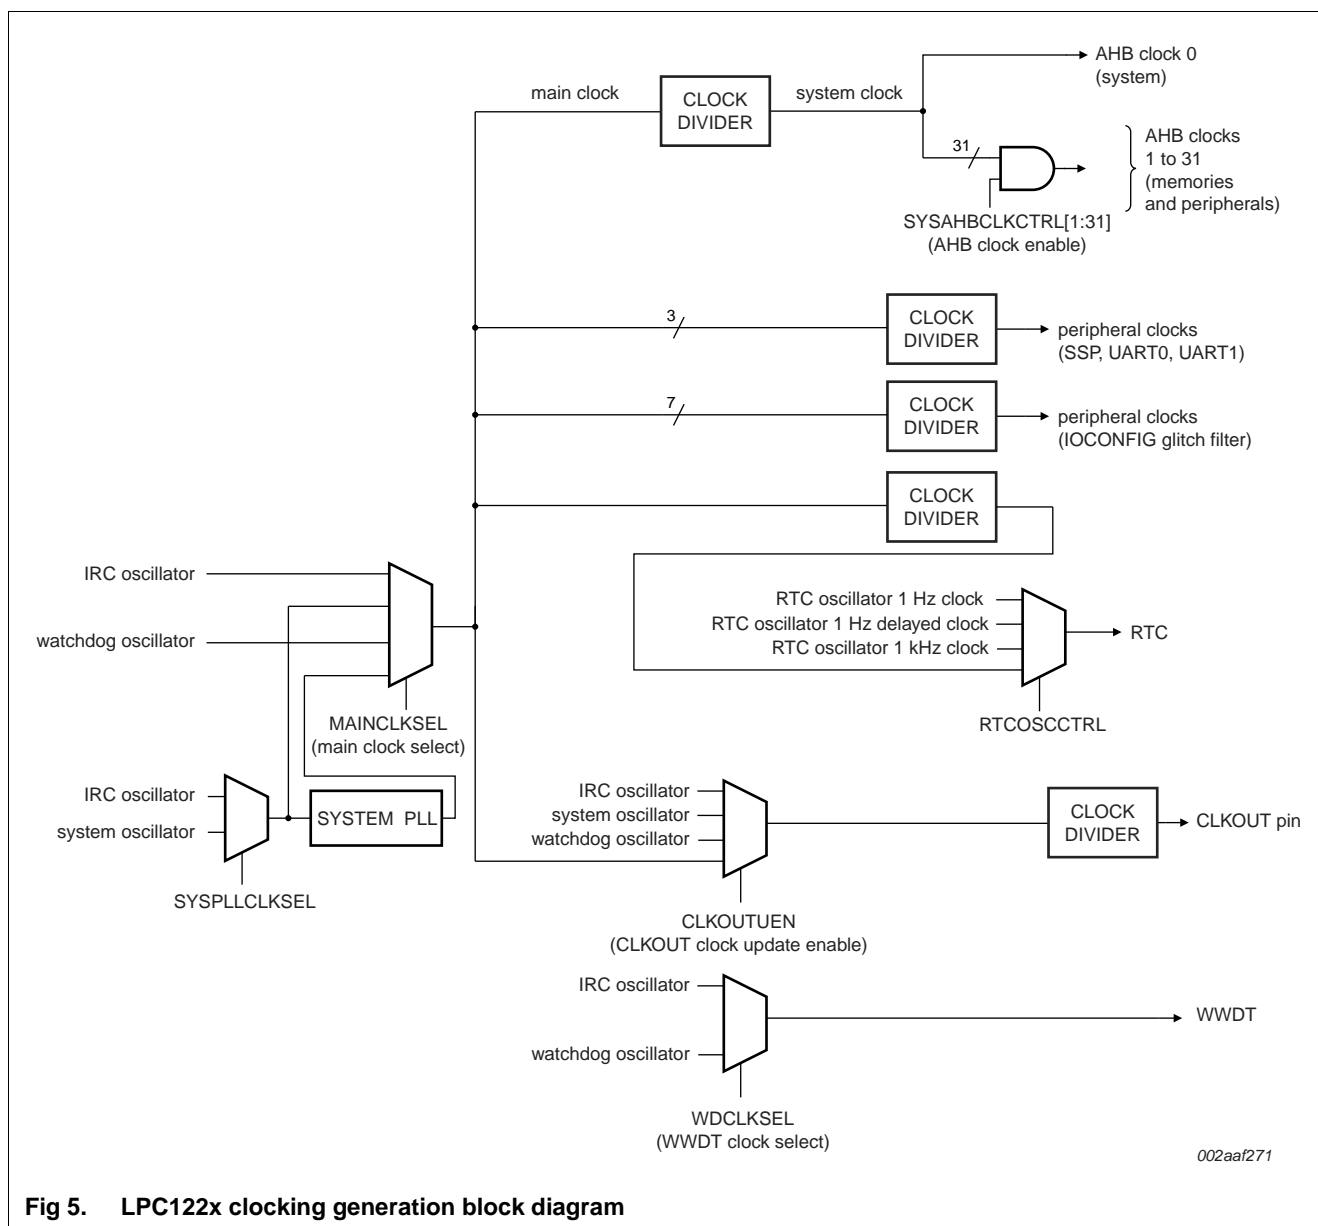 AHB clock 0
(system)
main clock
CLOCK
DIVIDER
system clock
31
AHB clocks
1 to 31
(memories
and peripherals)
SYSAHBCLKCTRL[1:31]
(AHB clock enable)
3
CLOCK
DIVIDER
peripheral clocks
(SSP, UART0, UART1)
7
CLOCK
DIVIDER
peripheral clocks
(IOCONFIG glitch filter)
CLOCK
DIVIDER
IRC oscillator
watchdog oscillator
MAINCLKSEL
(main clock select)
RTC oscillator 1 Hz clock
RTC oscillator 1 Hz delayed clock
RTC oscillator 1 kHz clock
RTC
RTCOSCCTRL
IRC oscillator
system oscillator
SYSTEM PLL
SYSPLLCLKSEL
IRC oscillator
system oscillator
watchdog oscillator
CLOCK
DIVIDER
CLKOUT pin
CLKOUTUEN
(CLKOUT clock update enable)
IRC oscillator
watchdog oscillator
WWDT
WDCLKSEL
(WWDT clock select)
002aaf271
Fig 5. LPC122x clocking generation block diagram